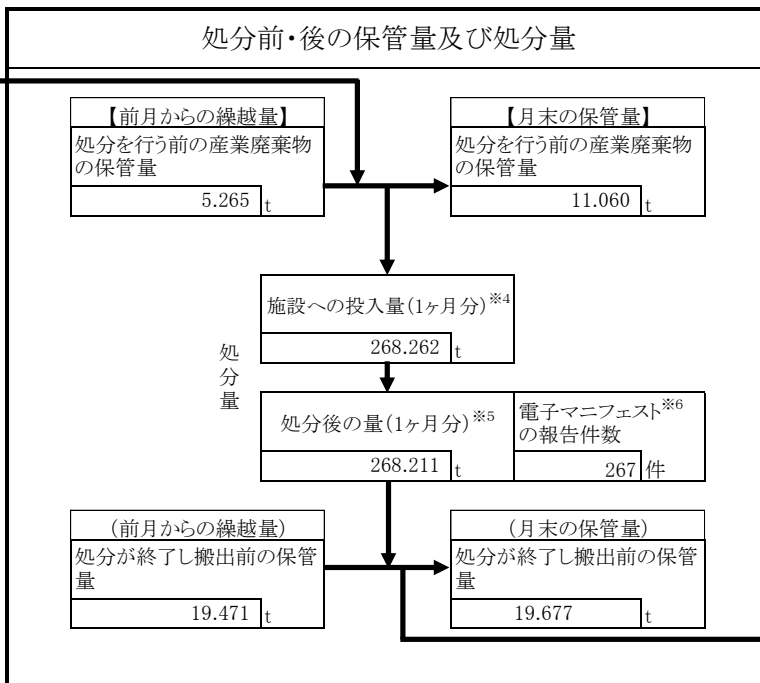 処分前・後の保管量及び処分量
【前月からの繰越量】
処分を行う前の産業廃棄物
の保管量
5.265 t
【月末の保管量】
処分を行う前の産業廃棄物
の保管量
11.060 t
施設への投入量(1ヶ月分)※4
268.262 t
処
分
量
処分後の量(1ヶ月分)※5
268.211 t
電子マニフェスト※6
の報告件数
267 件
(前月からの繰越量)
処分が終了し搬出前の保管
量
19.471 t
(月末の保管量)
処分が終了し搬出前の保管
量
19.677 t